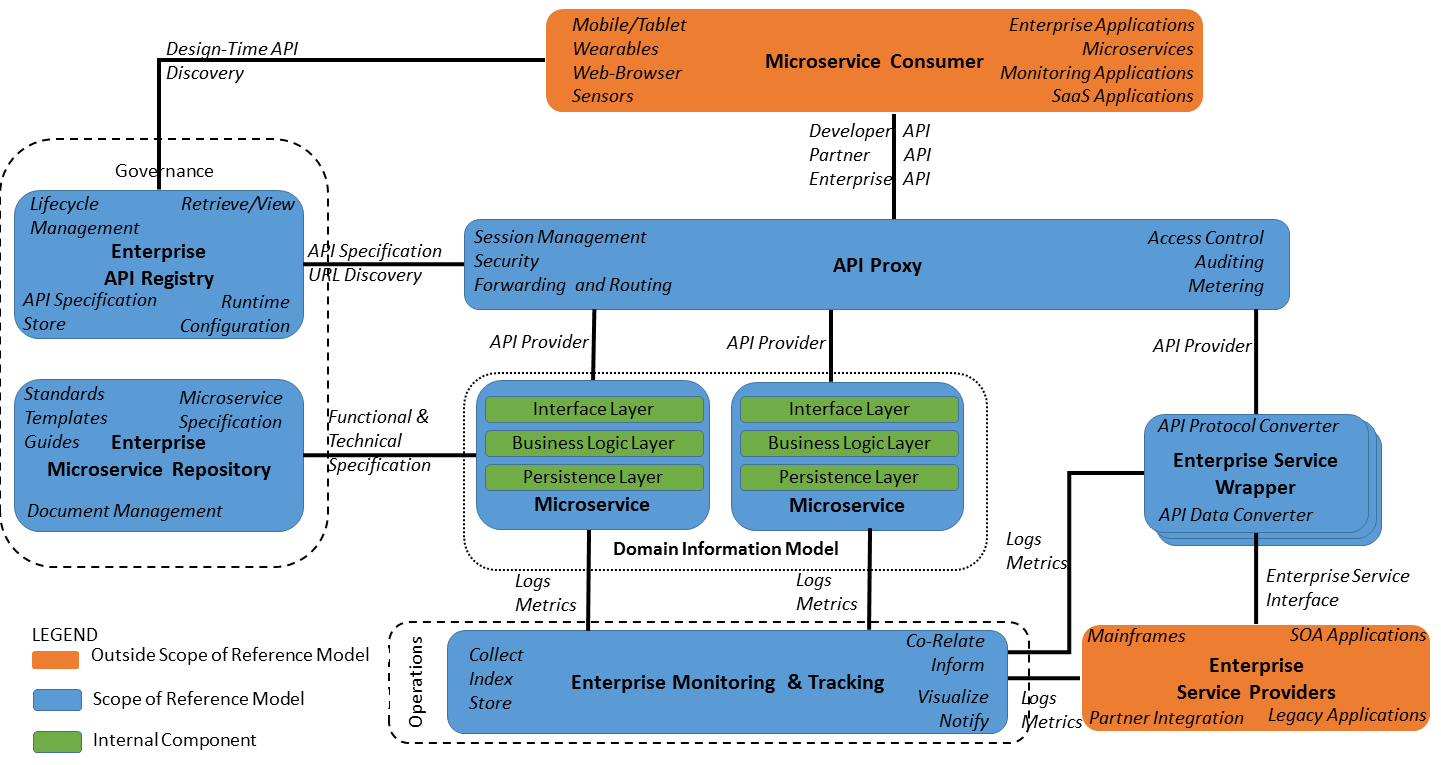 Mobile/Tablet
Wearables
Web-Browser
Sensors
Microservice Consumer
Enterprise Applications
Microservices
Monitoring Applications
SaaS Applications
Design-Time API
Discovery
Developer API
Partner API
Enterprise API
Governance
Lifecycle
Management
Retrieve/View
Enterprise
API Registry
API Specification
Store
Runtime
Configuration
API Specification
URL Discovery
Session Management
Security
Forwarding and Routing
API Proxy
Access Control
Auditing
Metering
API Provider
API Provider
API Provider
Standards
Templates
Guides
Microservice
Specification
Enterprise
Microservice Repository
Document Management
Functional &
Technical
Specification
Interface Layer
Business Logic Layer
Persistence Layer
Microservice
Interface Layer
Business Logic Layer
Persistence Layer
Microservice
Domain Information Model
API Protocol Converter
Enterprise Service
Wrapper
API Data Converter
Logs
Metrics
Logs
Metrics
Logs
Metrics
Enterprise Service
Interface
Operations
Collect
Index
Store
Enterprise Monitoring & Tracking
Co-Relate
Inform
Visualize
Notify
Logs
Metrics
Mainframes
SOA Applications
Enterprise
Service Providers
Partner Integration
Legacy Applications
LEGEND
Outside Scope of Reference Model
Scope of Reference Model
Internal Component